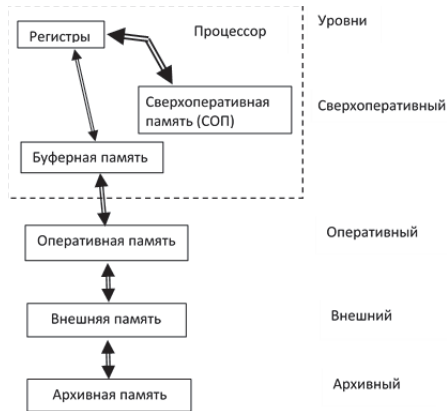 Уровни
Процессор
Регистры
Сверхоперативная
память (СОП)
Сверхоперативный
Буферная память
Оперативная память
Оперативный
Внешняя память
Внешний
Архивная память
Архивный